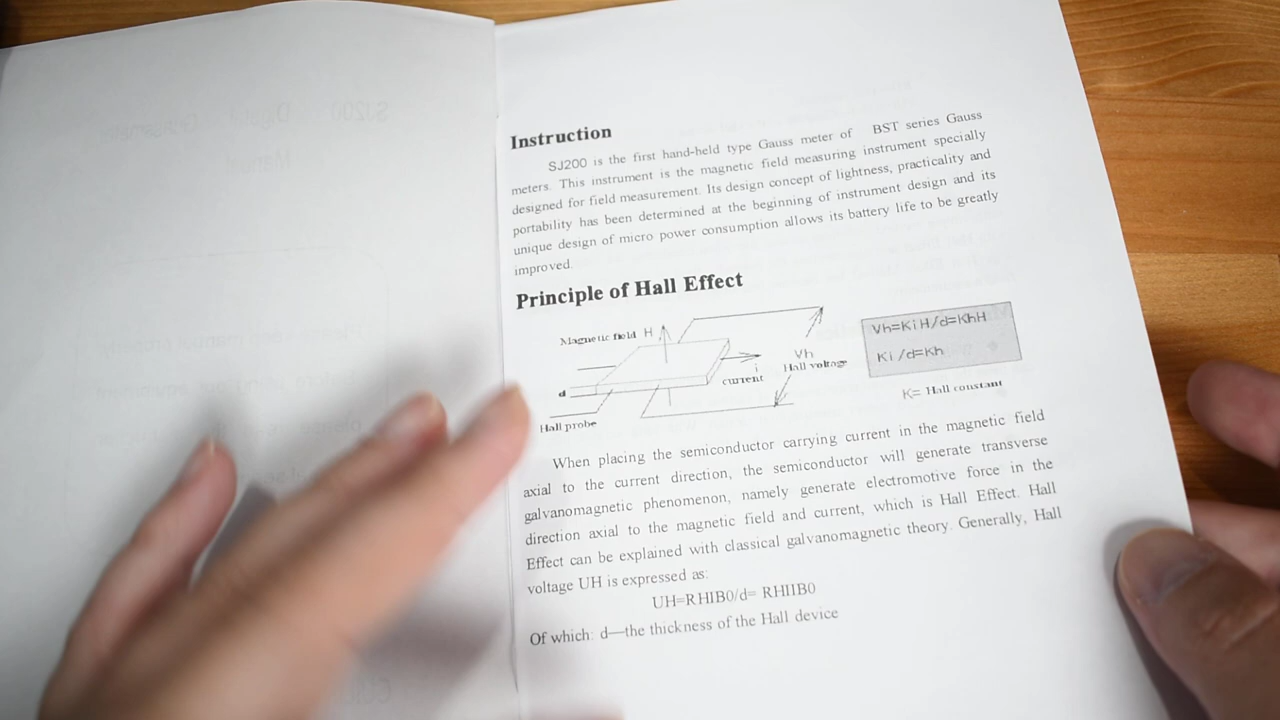 Instruction
SJ200 is the first hand-held type Gauss meter of BST series Gauss
meters. This instrument is the magnetic field measuring instrument specially
designed for field measurement. Its design concept of lightness, practicality and
portability has been determined at the beginning of instrument design and its
unique design of micro power consumption allows its battery life to be greatly
improved.
Principle of Hall Effect
Magnetic field H
d
Hall probe
i
current
Vh
Hall voltage
Vh=KiH/d=KhH
Ki/d=Kh
K= Hall constant
When placing the semiconductor carrying current in the magnetic field
axial to the current direction, the semiconductor will generate transverse
galvanomagnetic phenomenon, namely generate electromotive force in the
direction axial to the magnetic field and current, which is Hall Effect. Hall
Effect can be explained with classical galvanomagnetic theory. Generally, Hall
voltage UH is expressed as:
UH=RHIB0/d= RHIIB0
Of which: d—the thickness of the Hall device